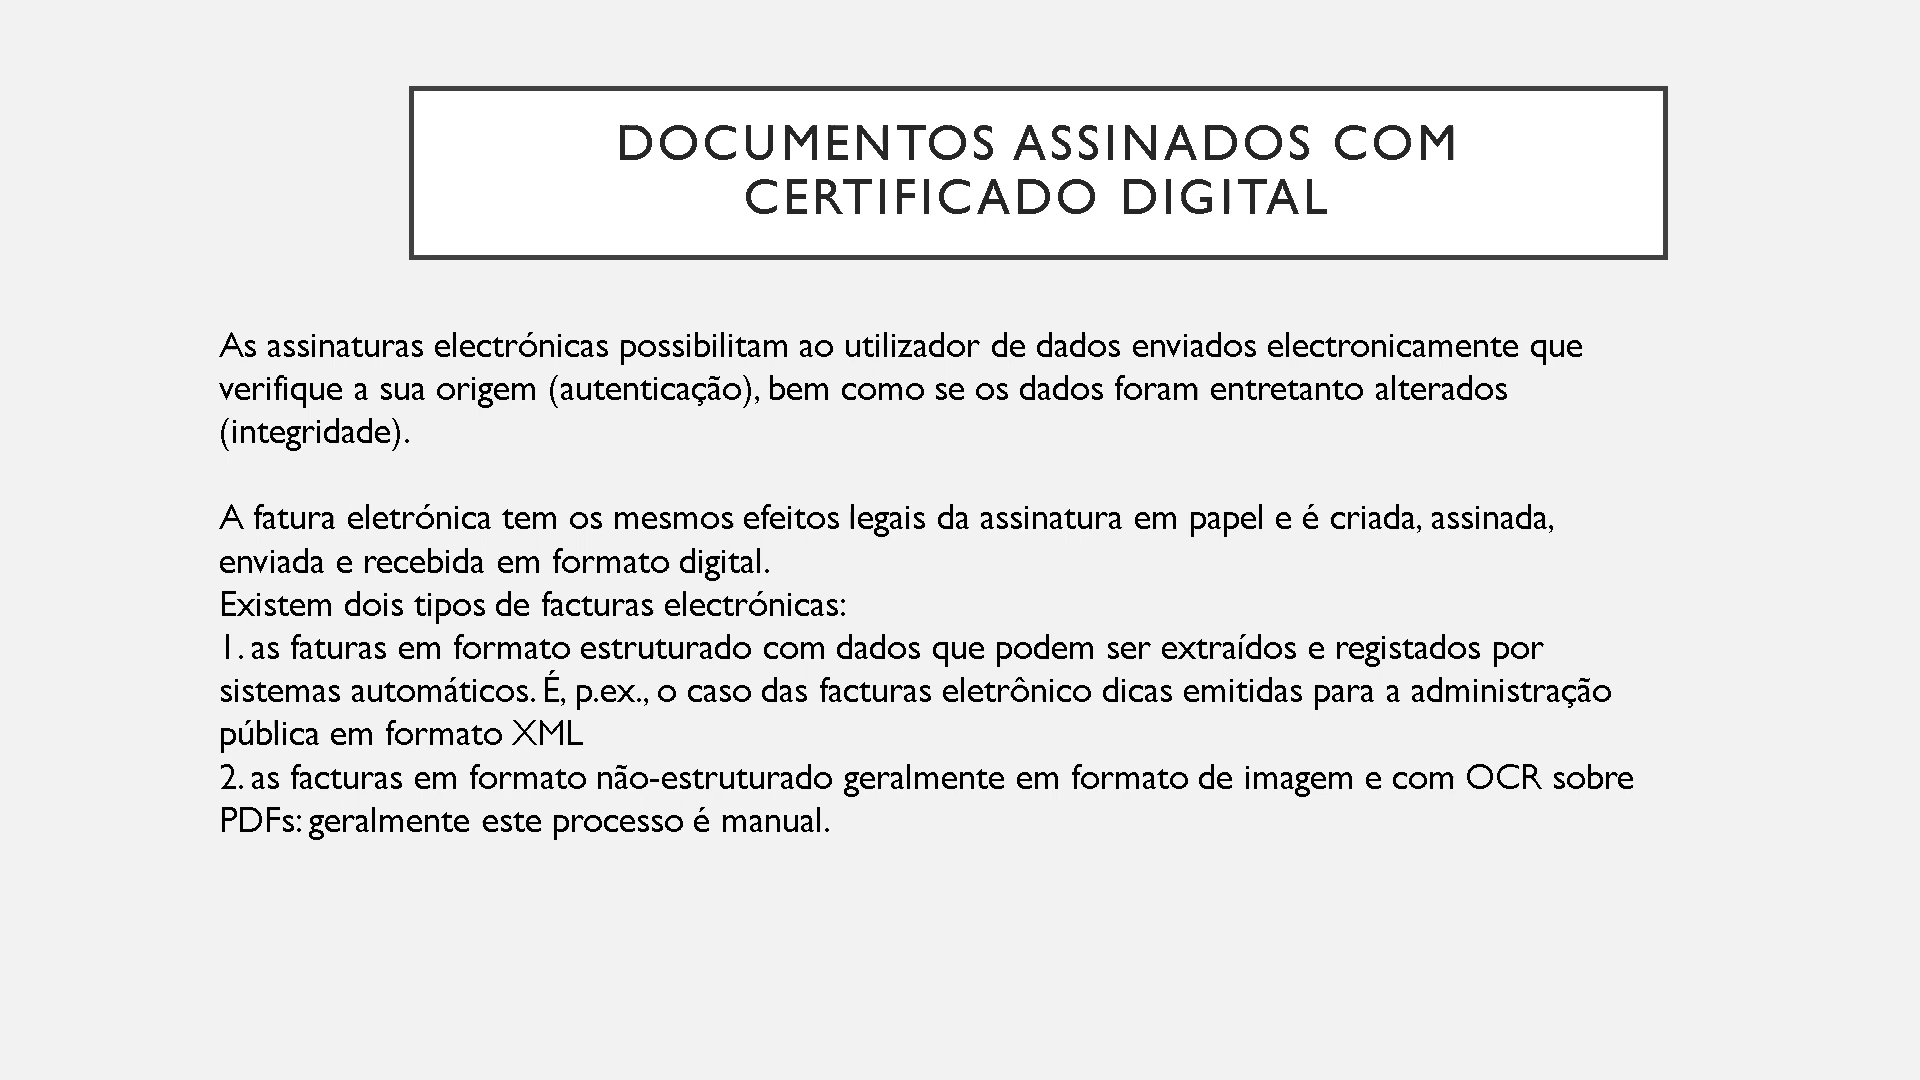 DOCUMENTOS ASSINADOS COM
CERTIFICADO DIGITAL
As assinaturas electrónicas possibilitam ao utilizador de dados enviados electronicamente que
verifique a sua origem (autenticação), bem como se os dados foram entretanto alterados
(integridade).
A fatura eletrónica tem os mesmos efeitos legais da assinatura em papel e é criada, assinada,
enviada e recebida em formato digital.
Existem dois tipos de facturas electrónicas:
1. as faturas em formato estruturado com dados que podem ser extraídos e registados por
sistemas automáticos. É, p.ex., o caso das facturas eletrônico dicas emitidas para a administração
pública em formato XML
2. as facturas em formato não-estruturado geralmente em formato de imagem e com OCR sobre
PDFs: geralmente este processo é manual.